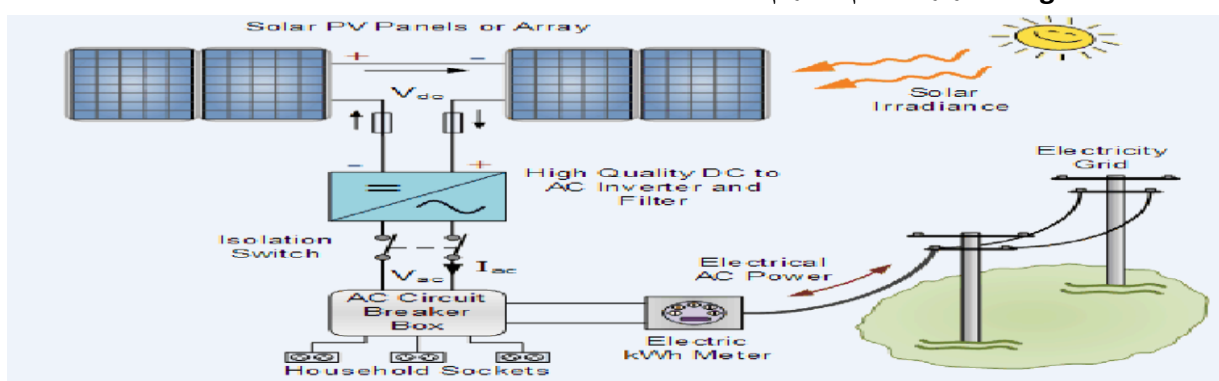 Solar PV Panels or Array
+
−
Vdc
Solar
Irradiance
Electricity
Grid
−
+
High Quality DC to
AC Inverter and
Filter
Isolation
Switch
Vac
Iac
Electrical
AC Power
AC Circuit
Breaker
Box
Electric
kWh Meter
Household Sockets